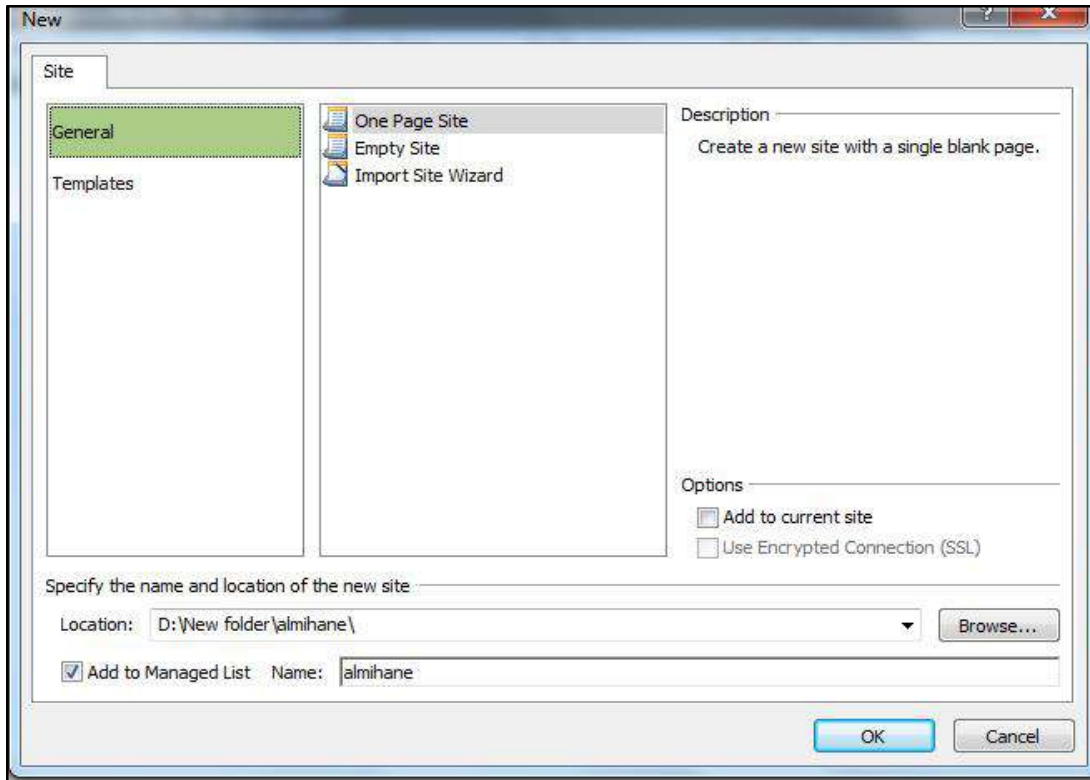 New
Site
General
Templates
One Page Site
Empty Site
Import Site Wizard
Description
Create a new site with a single blank page.
Options
Add to current site
Use Encrypted Connection (SSL)
Specify the name and location of the new site
Location: D:\New folder\almihane\ Browse...
Add to Managed List Name: almihane
OK Cancel